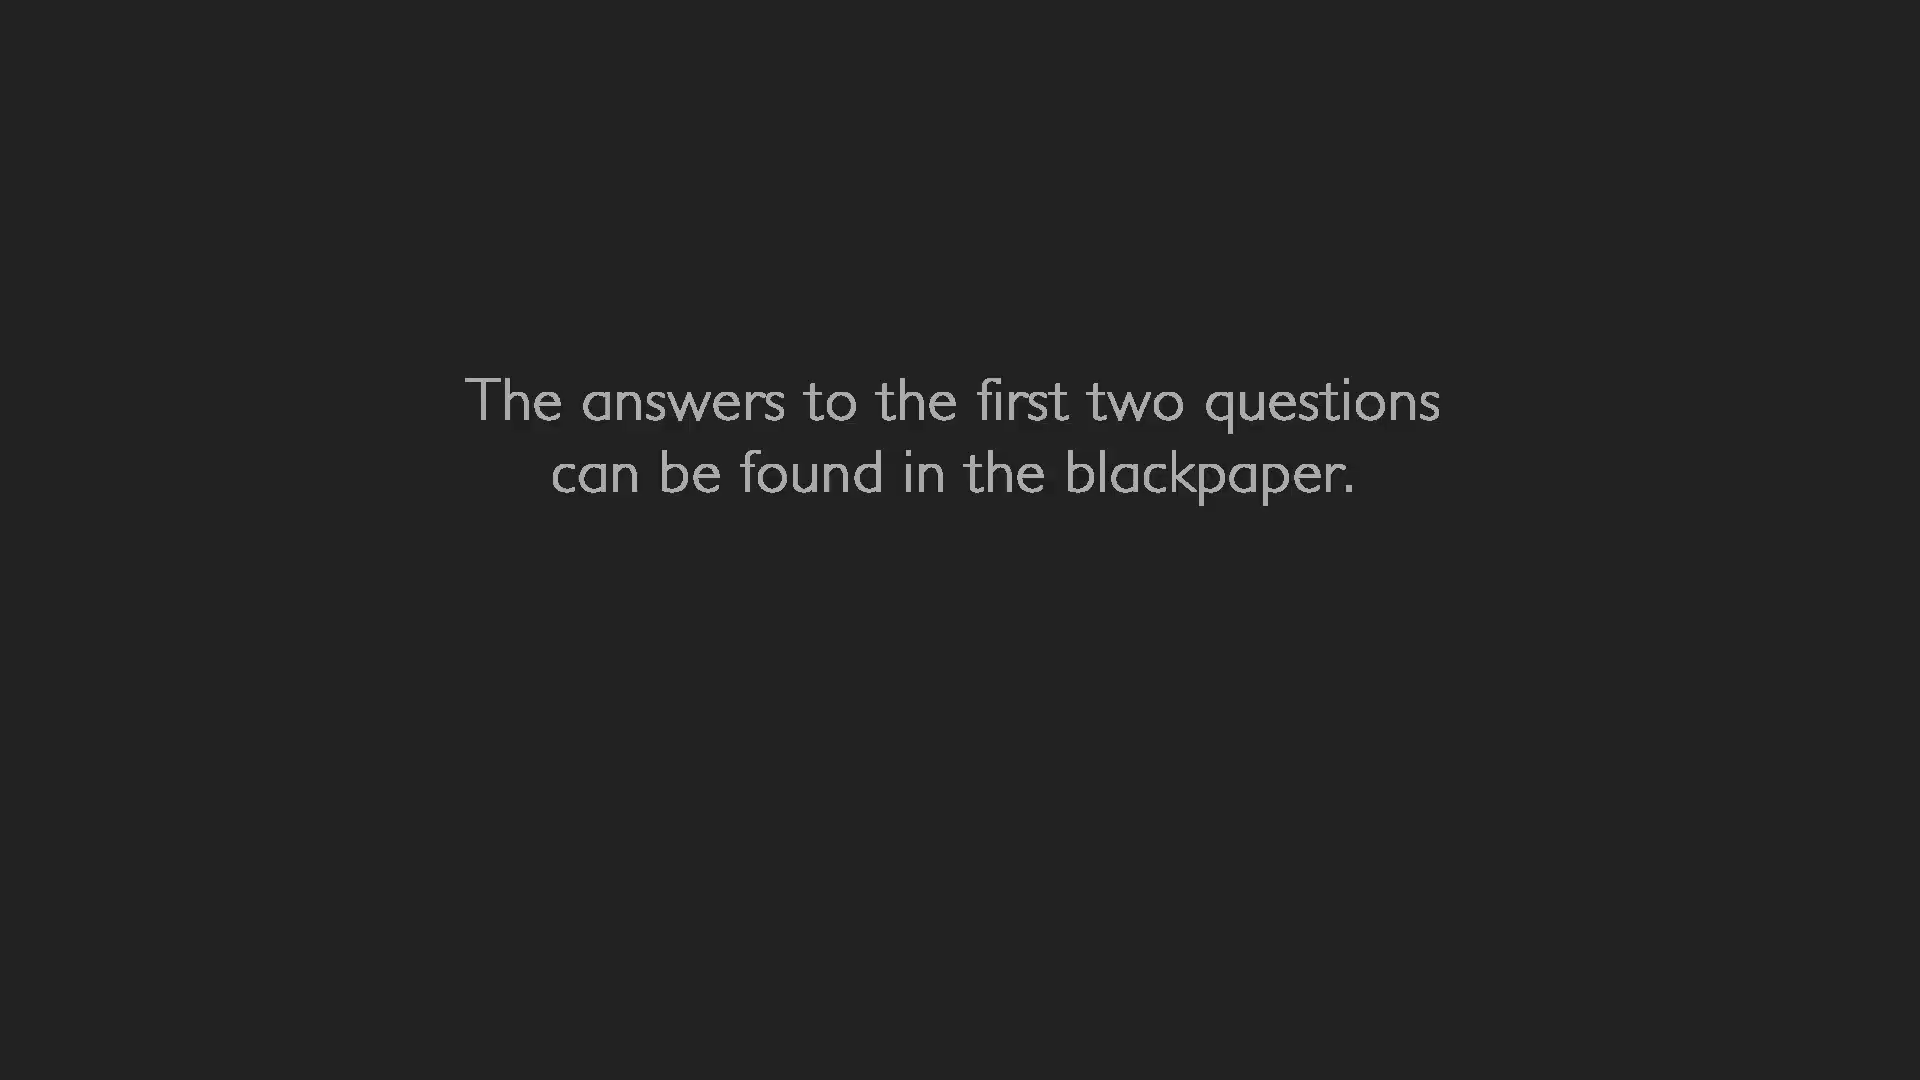 The answers to the first two questions
can be found in the blackpaper.